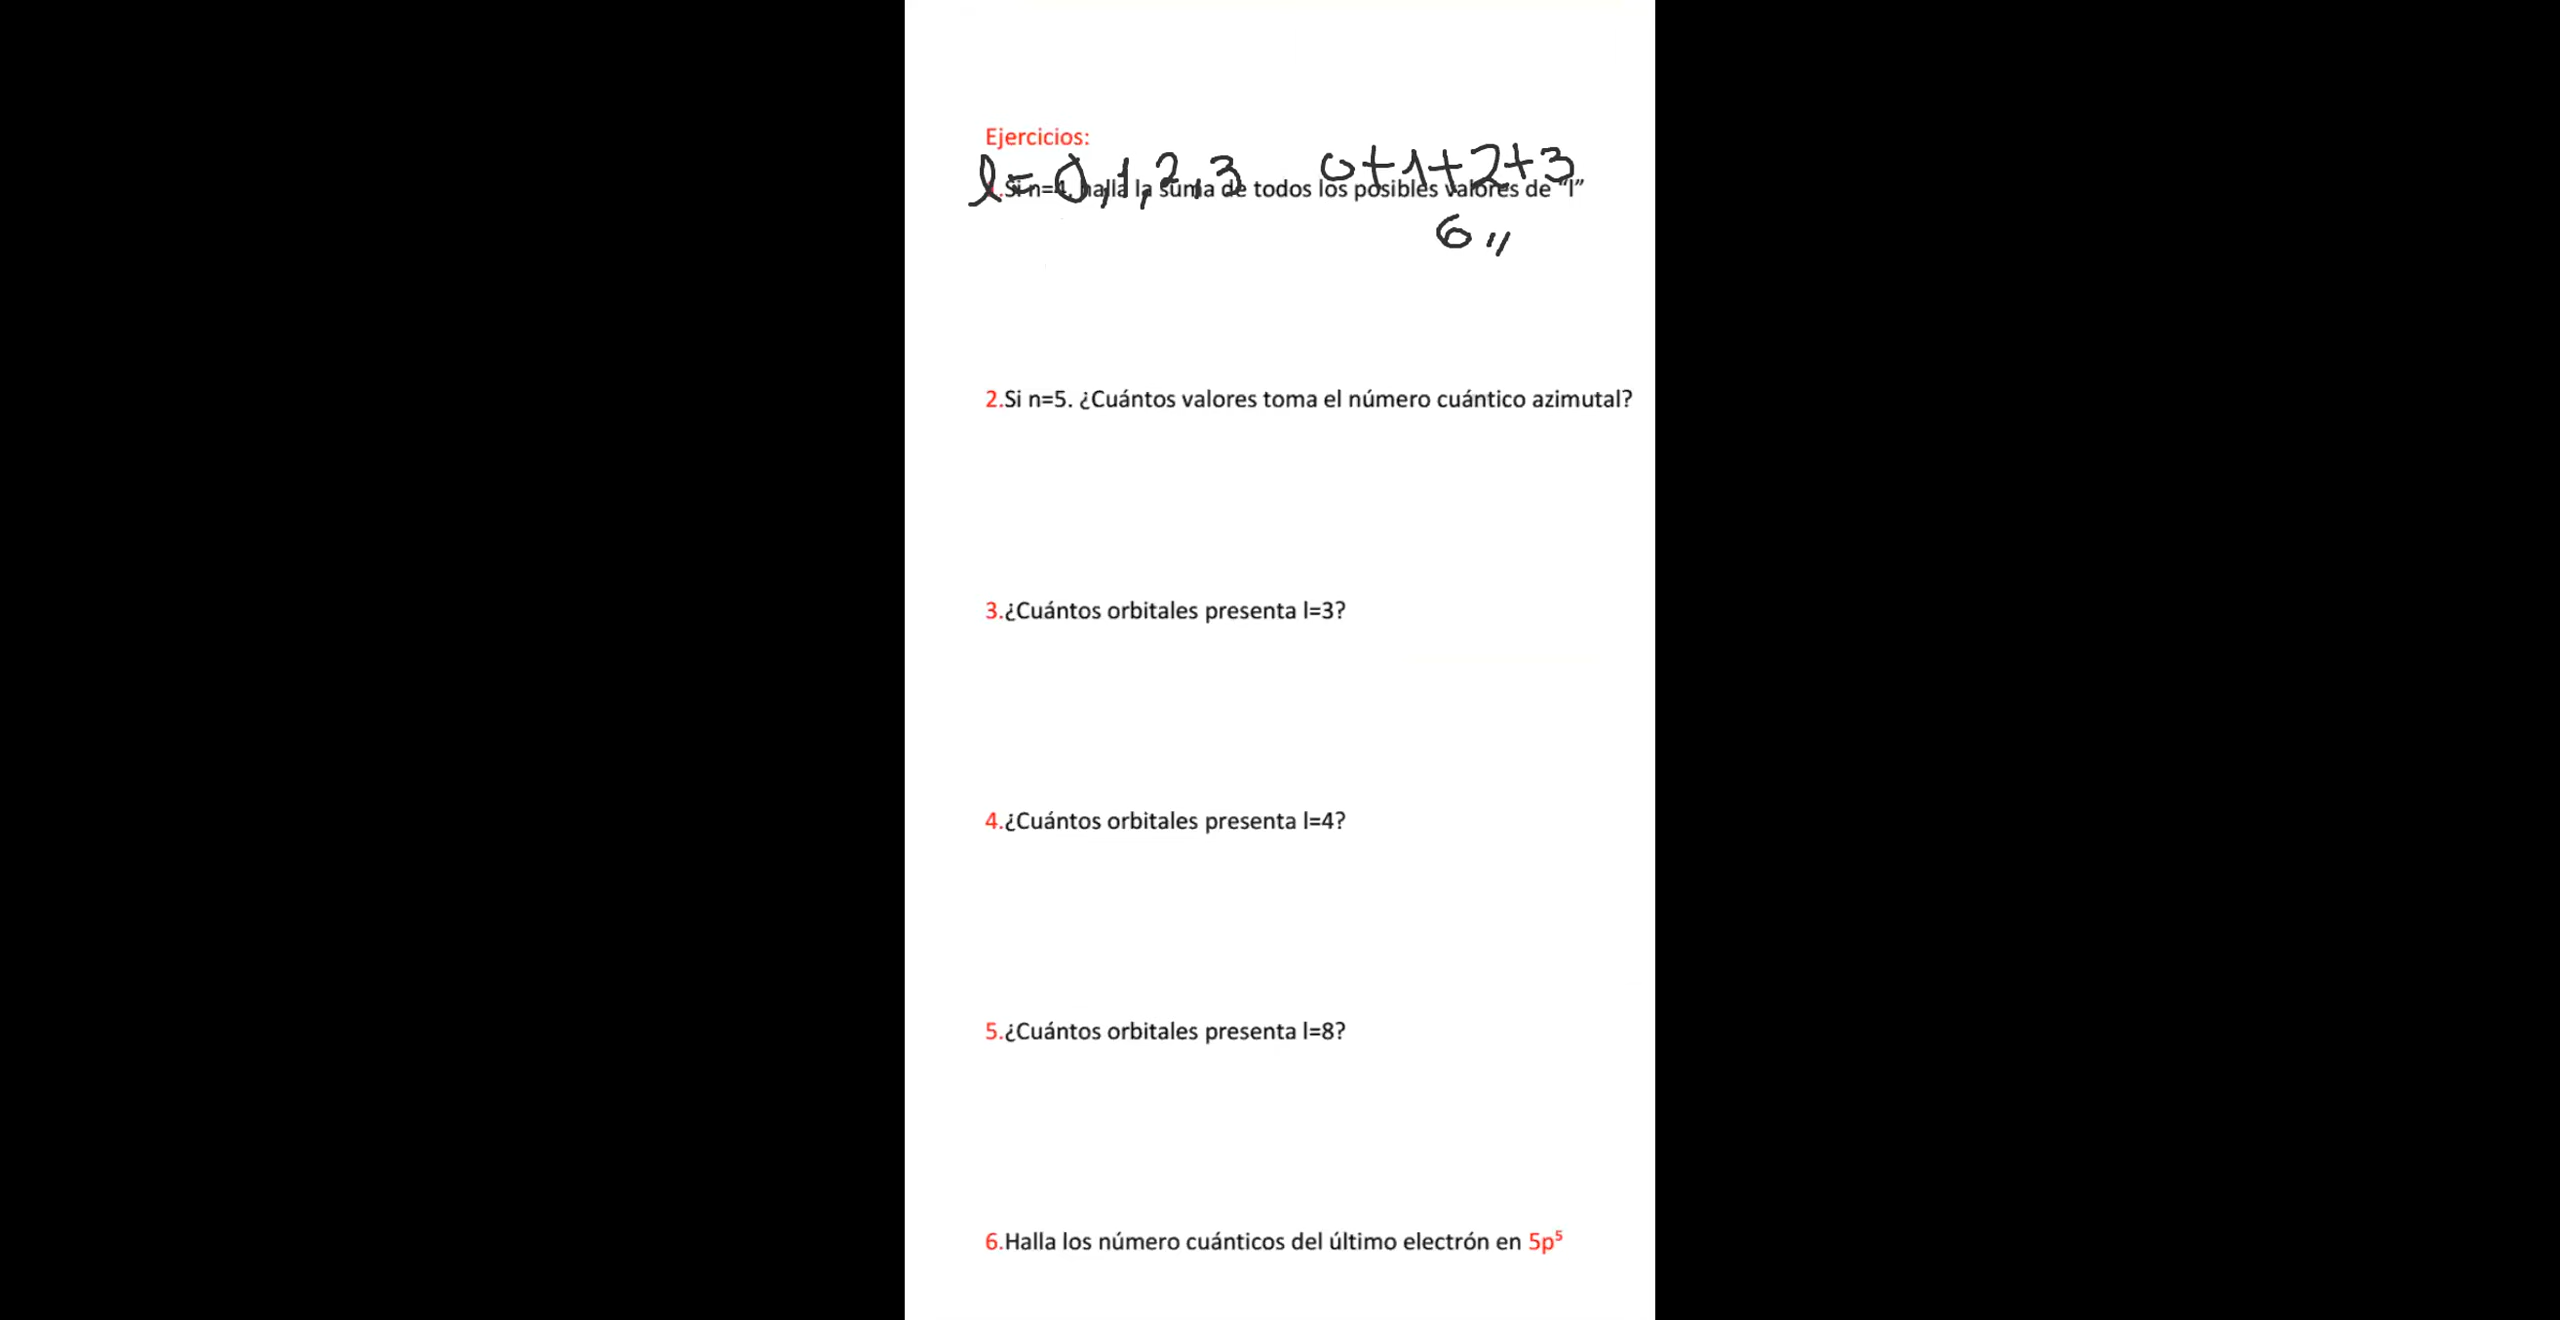 Ejercicios:
l= 0,1,2,3 0+1+2+3
1.Si n=4. halla la suma de todos los posibles valores de “l”
6 //
2.Si n=5. ¿Cuántos valores toma el número cuántico azimutal?
3.¿Cuántos orbitales presenta l=3?
4.¿Cuántos orbitales presenta l=4?
5.¿Cuántos orbitales presenta l=8?
6.Halla los número cuánticos del último electrón en 5p⁵